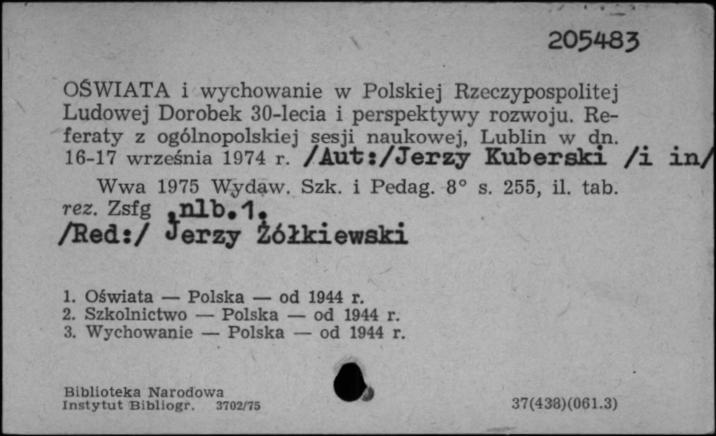 205483
OŚWIATA i wychowanie w Polskiej Rzeczypospolitej
Ludowej Dorobek 30-lecia i perspektywy rozwoju. Re-
feraty z ogólnopolskiej sesji naukowej, Lublin w dn.
16-17 września 1974 r. /Aut:/Jerzy Kuberski /i in/
Wwa 1975 Wydaw. Szk. i Pedag. 8° s. 255, il. tab.
rez. Zsfg ,nlb.1.
/Red:/ Jerzy Żółkiewski
1. Oświata — Polska — od 1944 r.
2. Szkolnictwo — Polska — od 1944 r.
3. Wychowanie — Polska — od 1944 r.
Biblioteka Narodowa
Instytut Bibliogr. 3702/75
37(438)(061.3)